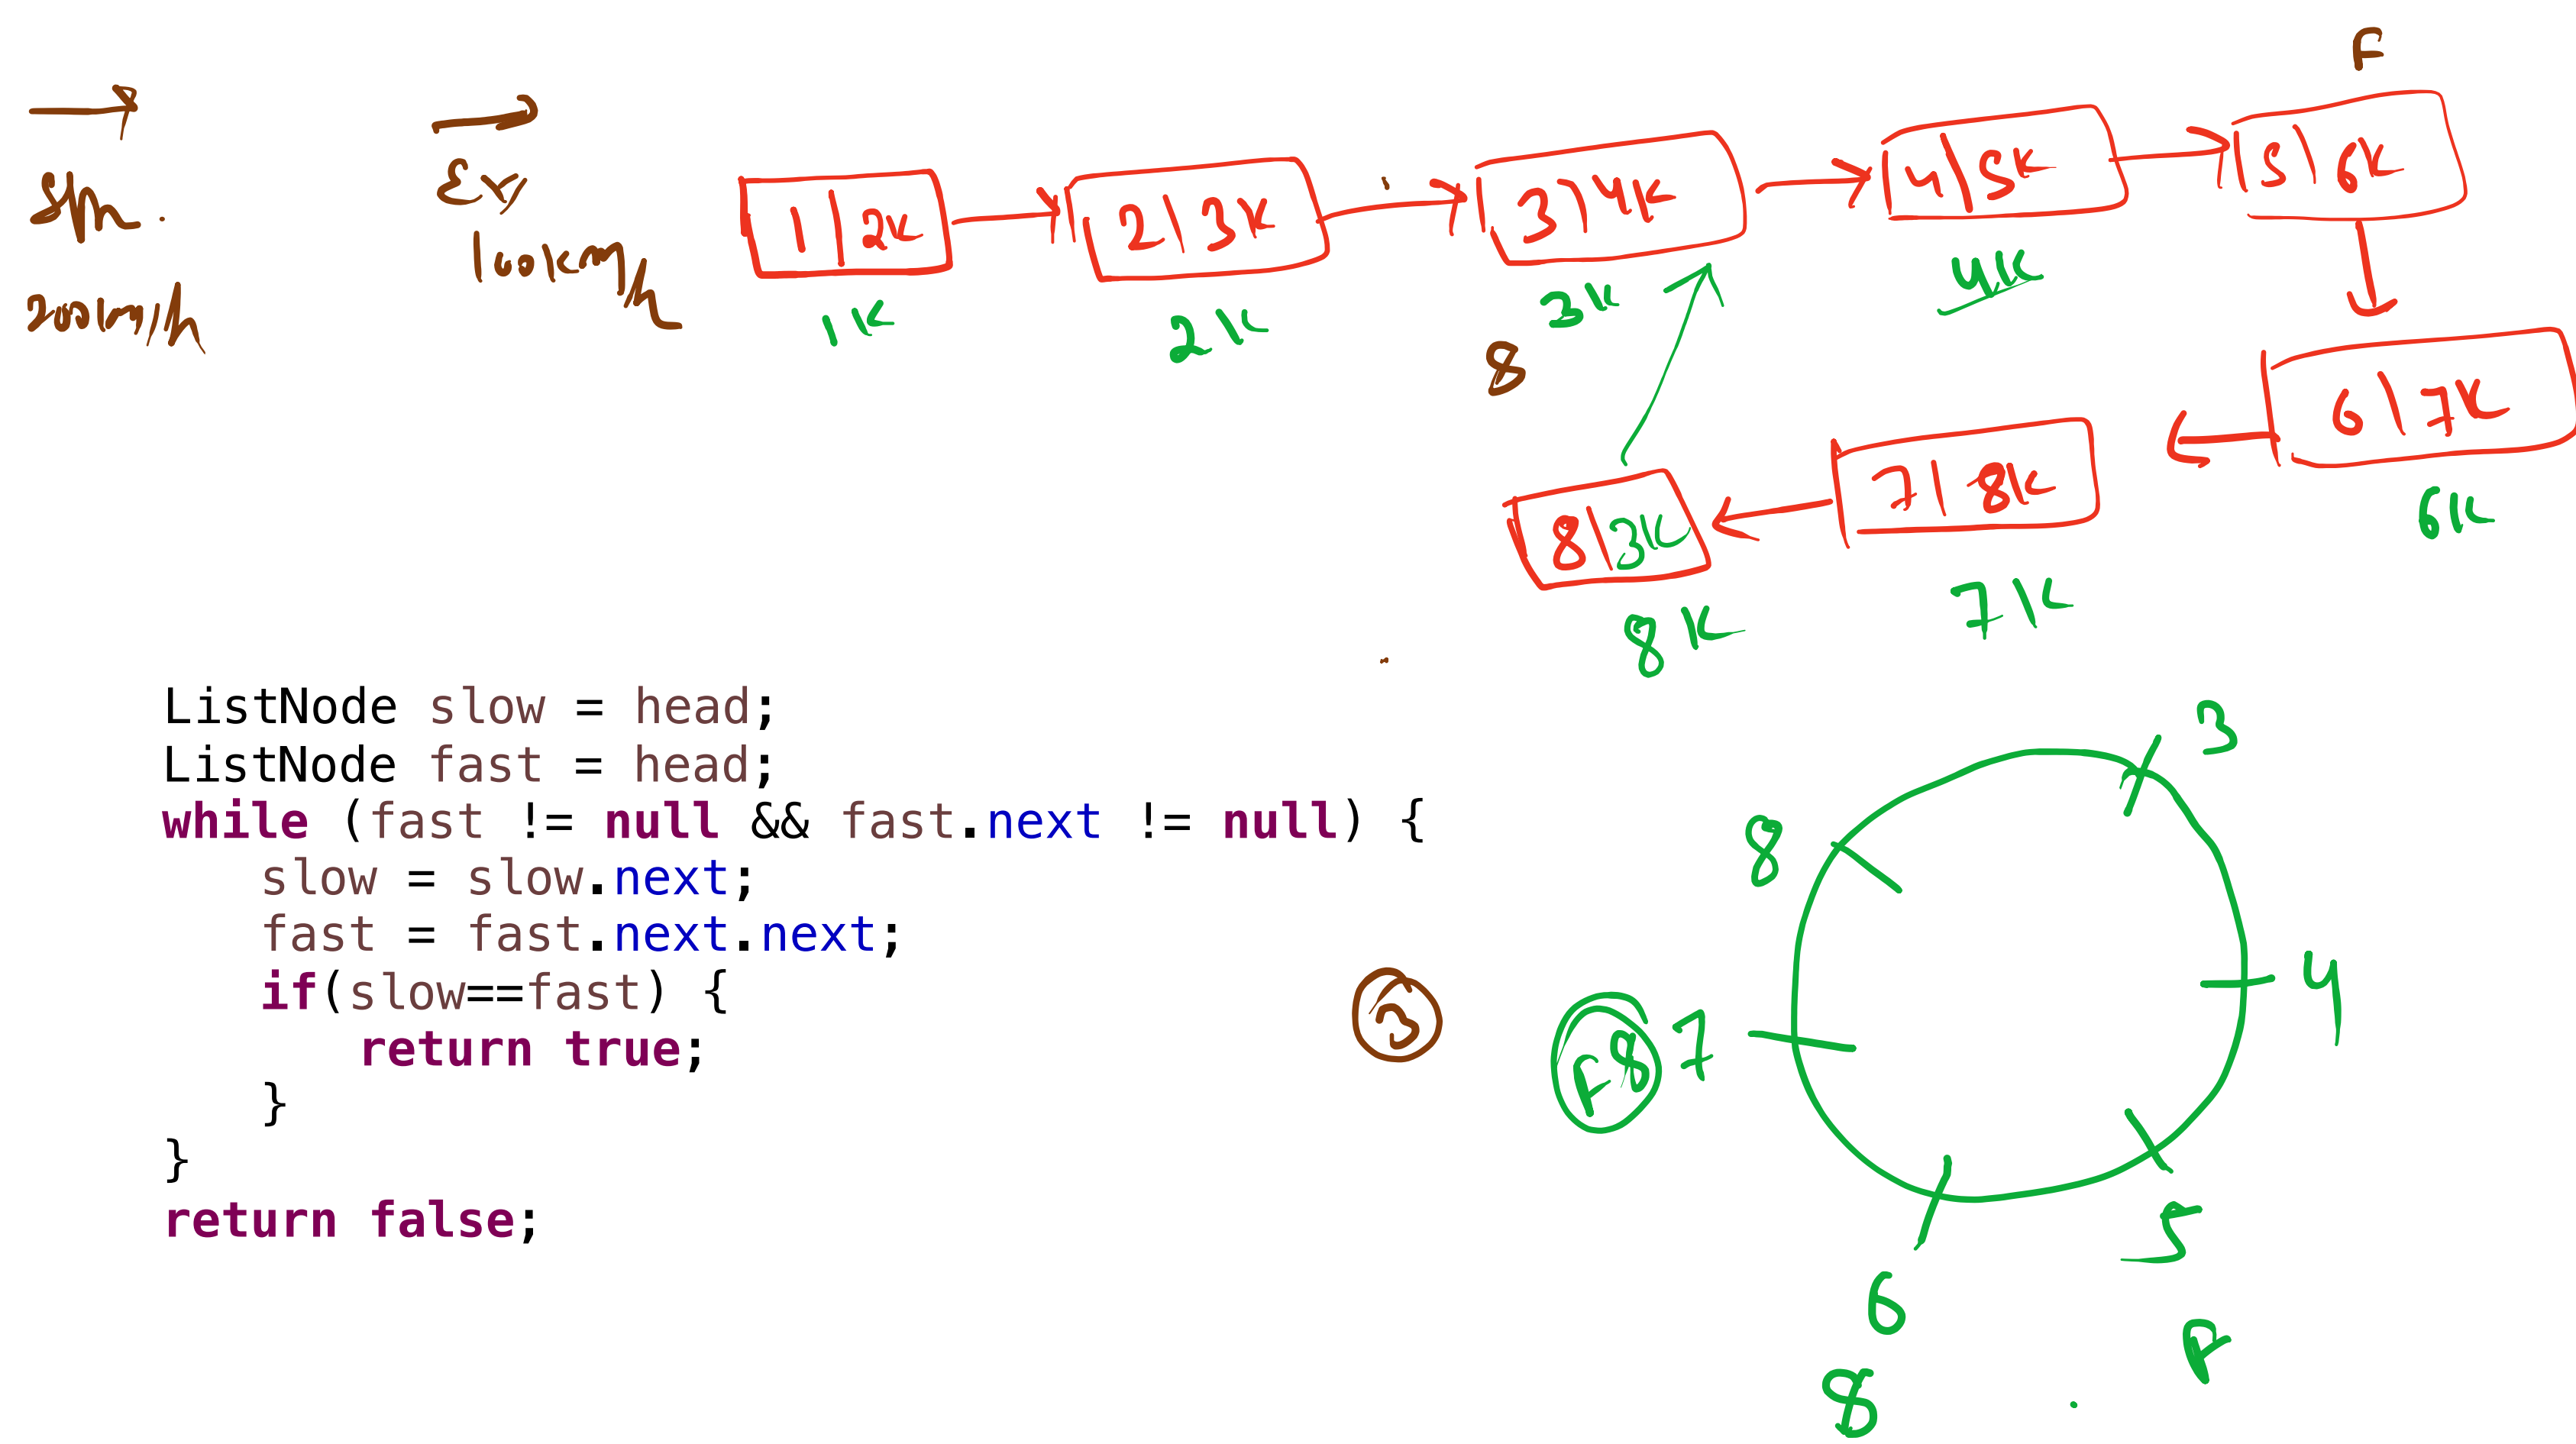 F
Ex
200km/h
100km/h
1 | 2K
2 | 3K
3 | 4K
4 | 5K
5 | 6K
1K
2K
3K
4K
8
6 | 7K
7 | 8K
8 | 3K
6K
7K
8K
ListNode slow = head;
ListNode fast = head;
while (fast != null && fast.next != null) {
slow = slow.next;
fast = fast.next.next;
if(slow==fast) {
return true;
}
}
return false;
3
3
8
4
F8
7
5
6
8